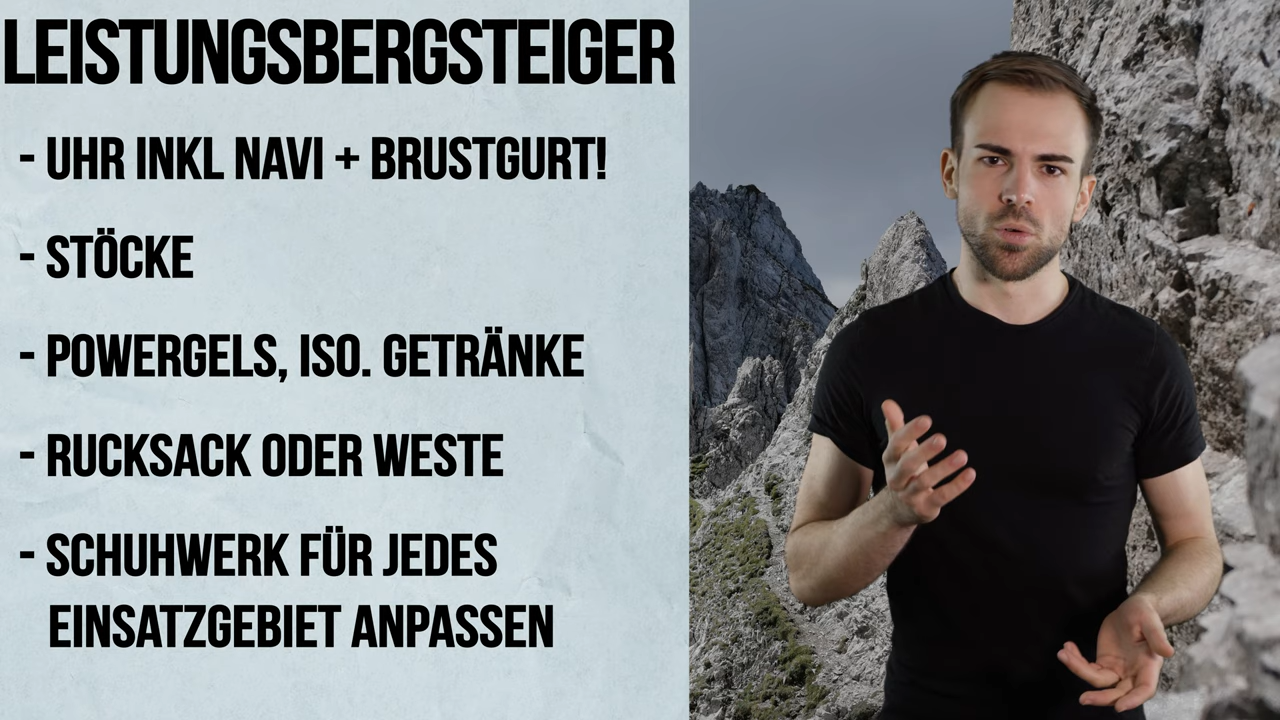 LEISTUNGSBERGSTEIGER
- UHR INKL NAVI + BRUSTGURT!
- STÖCKE
- POWERGELS, ISO. GETRÄNKE
- RUCKSACK ODER WESTE
- SCHUHWERK FÜR JEDES
EINSATZGEBIET ANPASSEN